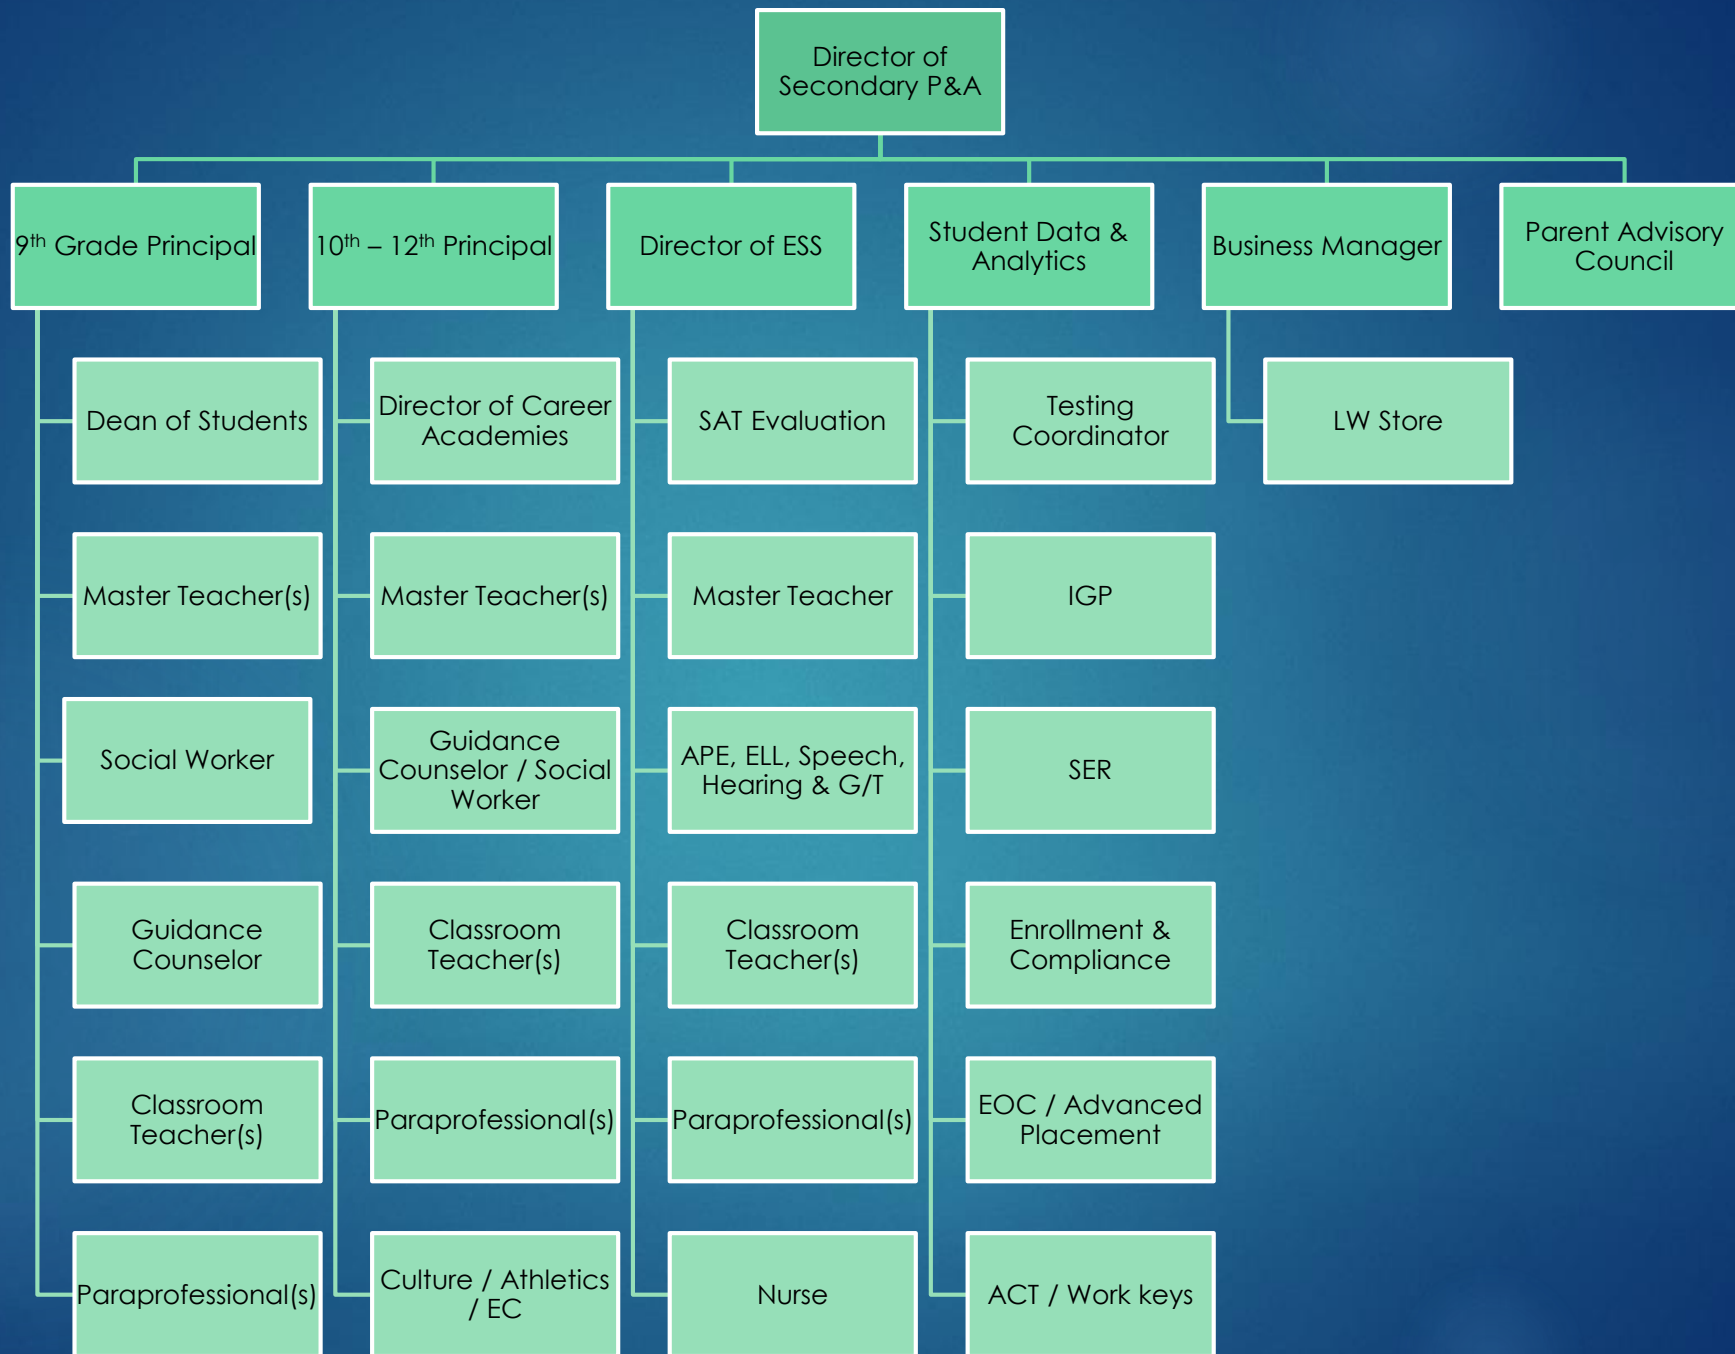 Director of
Secondary P&A
9th Grade Principal
10th – 12th Principal
Director of ESS
Student Data &
Analytics
Business Manager
Parent Advisory
Council
Dean of Students
Master Teacher(s)
Social Worker
Guidance
Counselor
Classroom
Teacher(s)
Paraprofessional(s)
Director of Career
Academies
Master Teacher(s)
Guidance
Counselor / Social
Worker
Classroom
Teacher(s)
Paraprofessional(s)
Culture / Athletics
/ EC
SAT Evaluation
Master Teacher
APE, ELL, Speech,
Hearing & G/T
Classroom
Teacher(s)
Paraprofessional(s)
Nurse
Testing
Coordinator
IGP
SER
Enrollment &
Compliance
EOC / Advanced
Placement
ACT / Work keys
LW Store